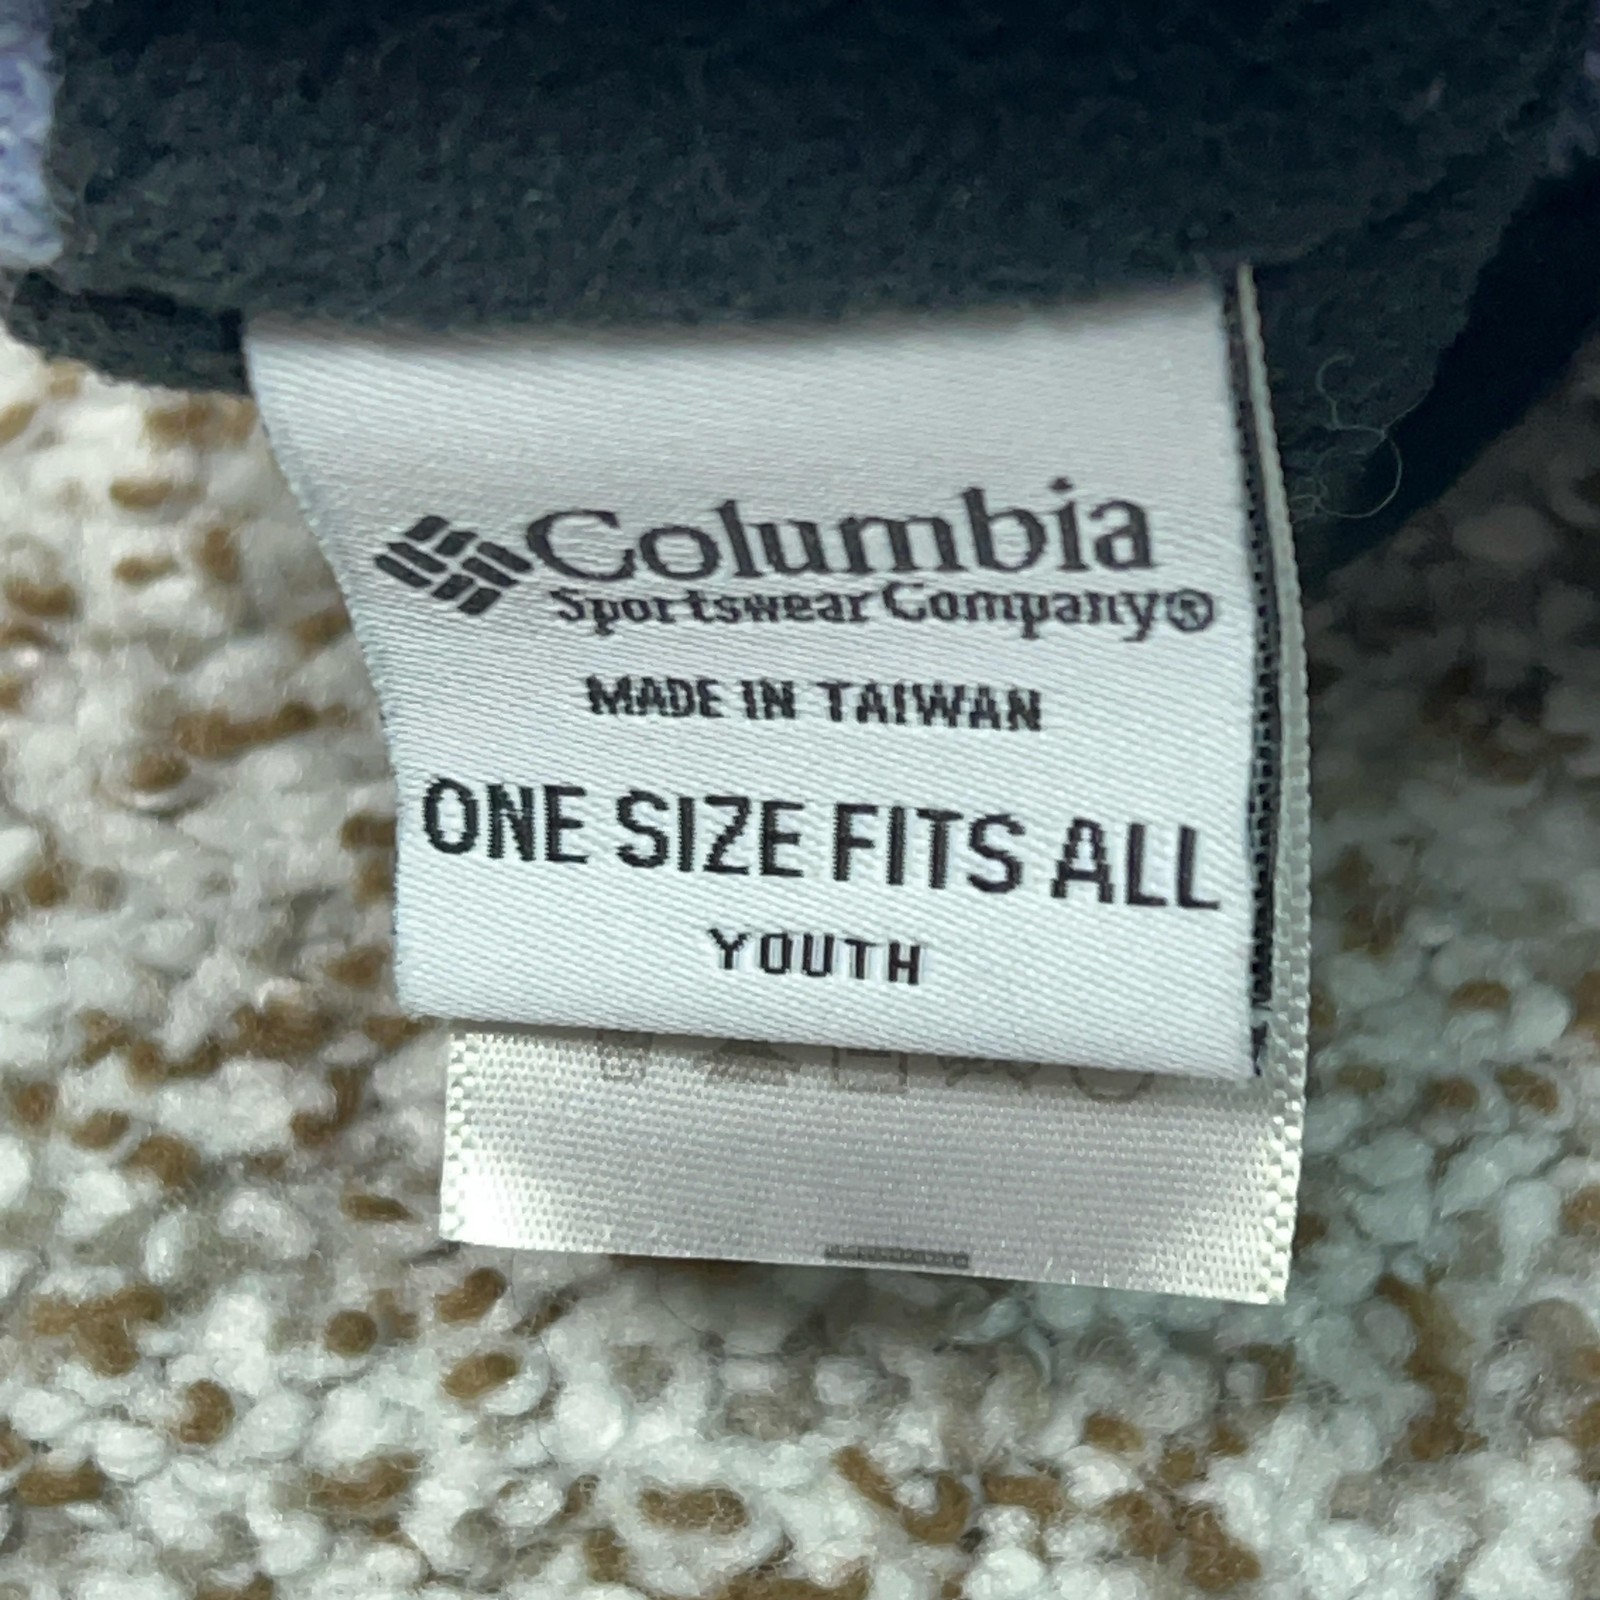 Columbia
Sportswear Company®
MADE IN TAIWAN
ONE SIZE FITS ALL
YOUTH